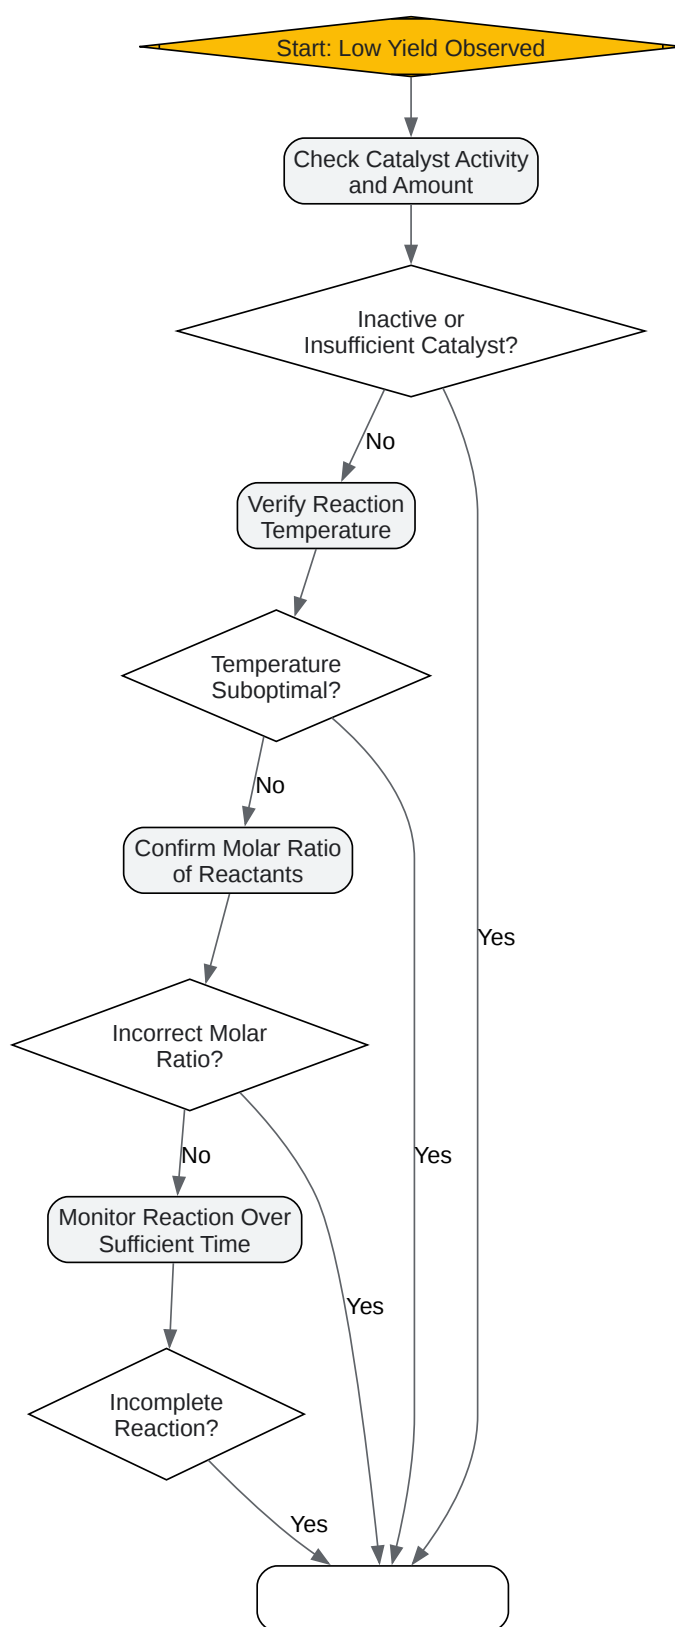 Start: Low Yield Observed
Check Catalyst Activity
and Amount
Inactive or
Insufficient Catalyst?
No
Verify Reaction
Temperature
Temperature
Suboptimal?
No
Confirm Molar Ratio
of Reactants
Yes
Incorrect Molar
Ratio?
No
Yes
Monitor Reaction Over
Sufficient Time
Yes
Incomplete
Reaction?
Yes